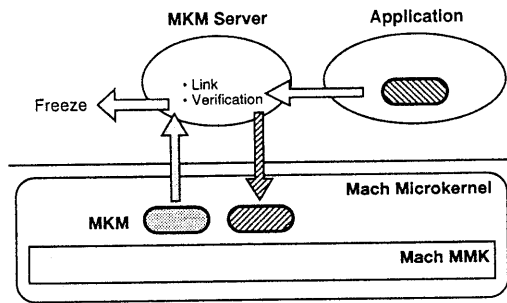 MKM Server
Application
• Link
• Verification
Freeze
Mach Microkernel
MKM
Mach MMK